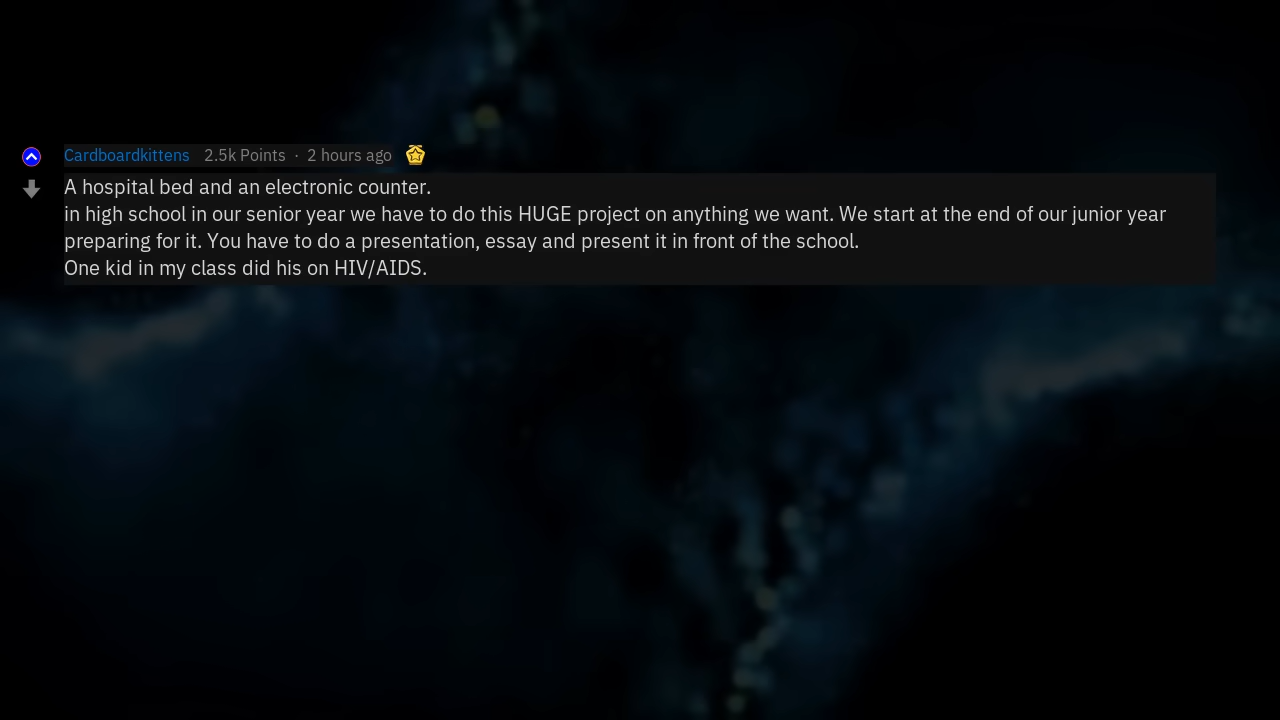 Cardboardkittens 2.5k Points · 2 hours ago
A hospital bed and an electronic counter.
in high school in our senior year we have to do this HUGE project on anything we want. We start at the end of our junior year
preparing for it. You have to do a presentation, essay and present it in front of the school.
One kid in my class did his on HIV/AIDS.